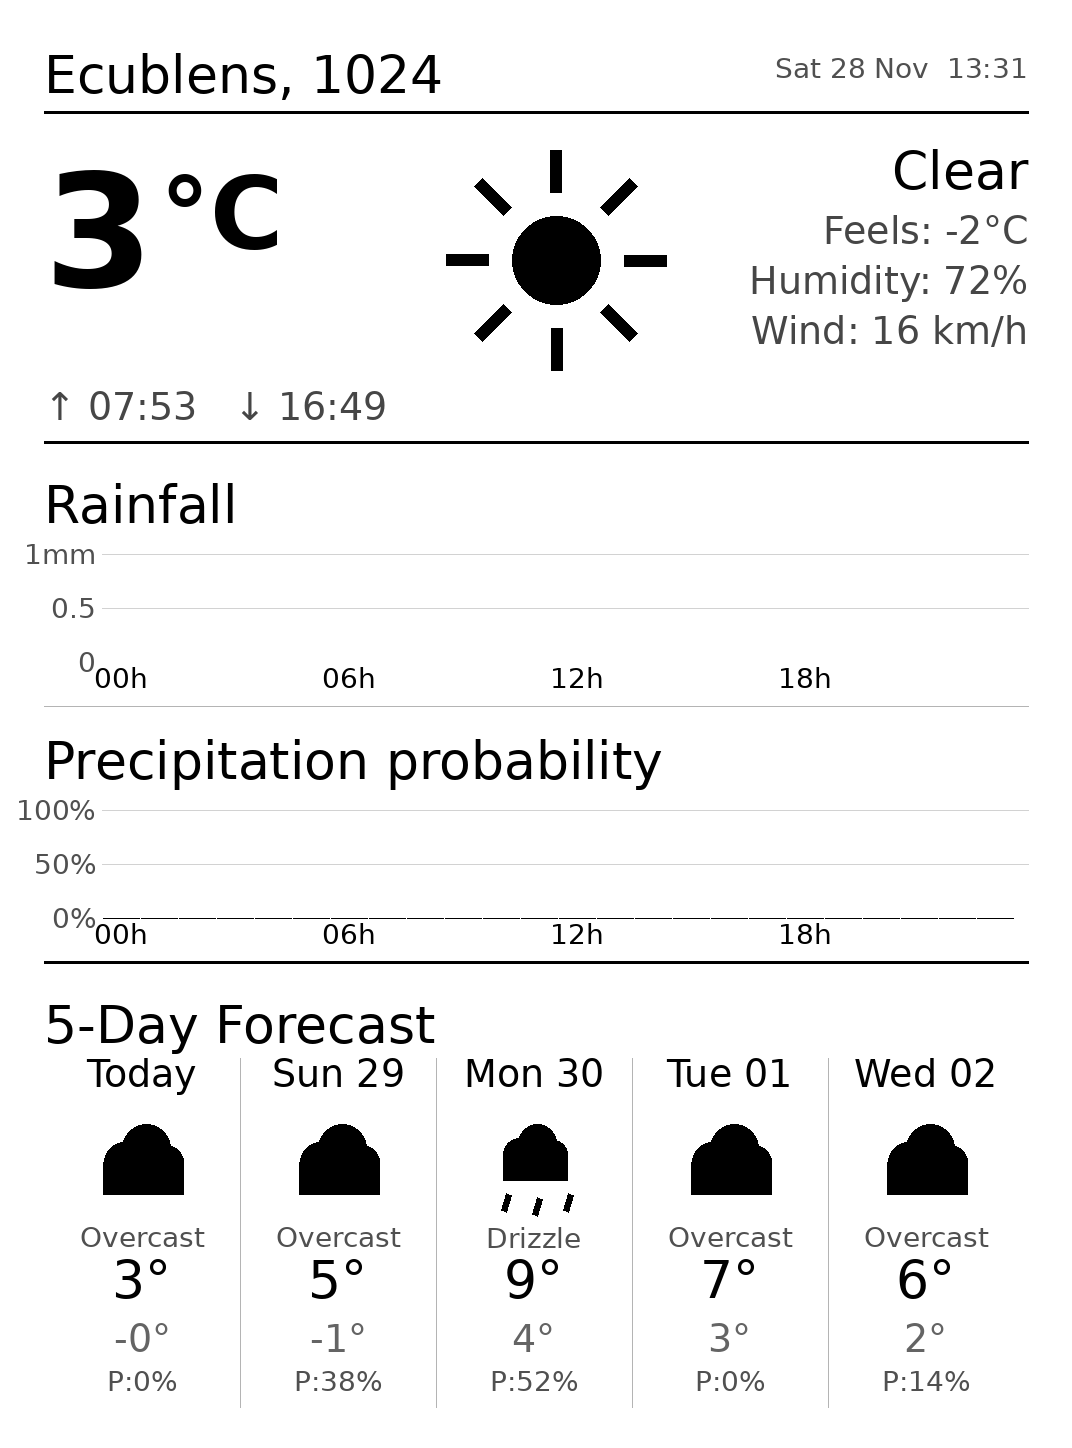 Ecublens, 1024
Sat 28 Nov 13:31
3°C
Clear
Feels: -2°C
Humidity: 72%
Wind: 16 km/h
↑ 07:53 ↓ 16:49
Rainfall
1mm
0.5
0
00h 06h 12h 18h
Precipitation probability
100%
50%
0%
00h 06h 12h 18h
5-Day Forecast
Today Sun 29 Mon 30 Tue 01 Wed 02
Overcast Overcast Drizzle Overcast Overcast
3° 5° 9° 7° 6°
-0° -1° 4° 3° 2°
P:0% P:38% P:52% P:0% P:14%